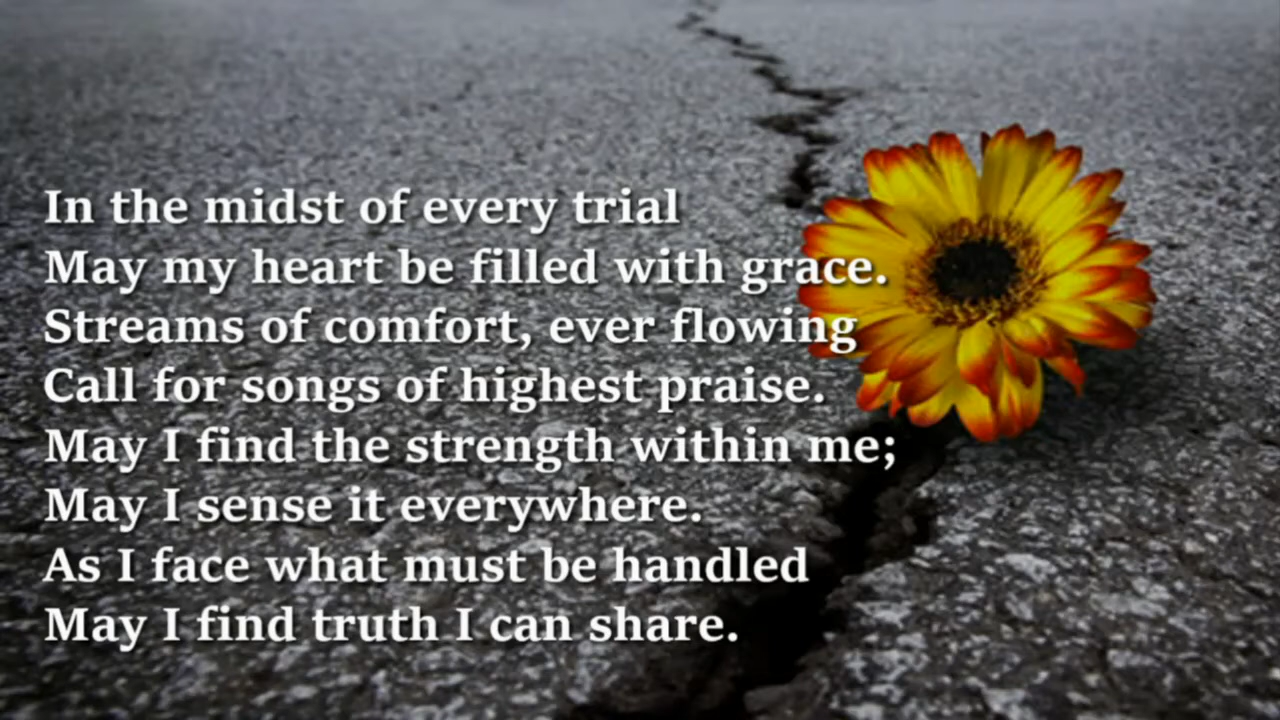 In the midst of every trial
May my heart be filled with grace.
Streams of comfort, ever flowing
Call for songs of highest praise.
May I find the strength within me;
May I sense it everywhere.
As I face what must be handled
May I find truth I can share.